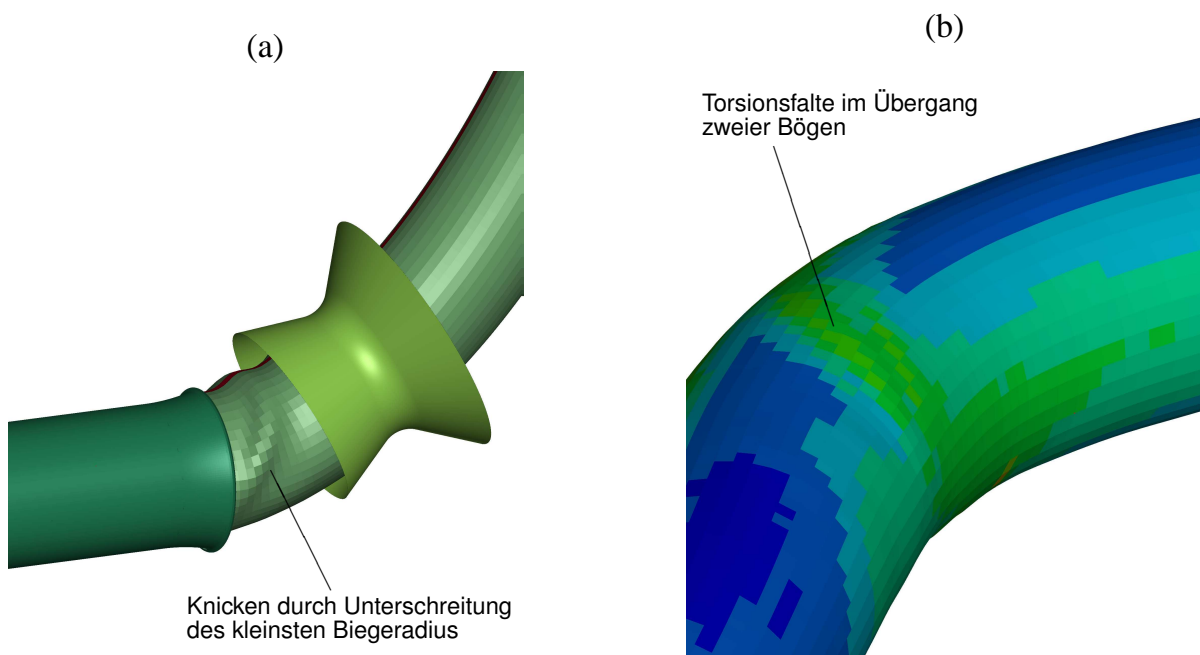 (a)
Knicken durch Unterschreitung
des kleinsten Biegeradius
(b)
Torsionsfalte im Übergang
zweier Bögen